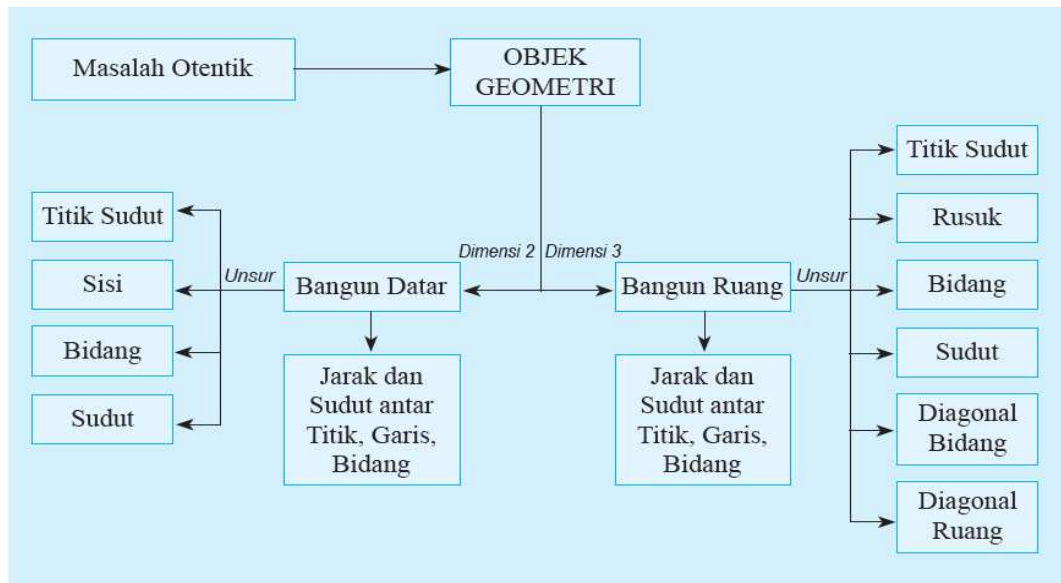 Masalah Otentik
OBJEK
GEOMETRI
Dimensi 2
Dimensi 3
Titik Sudut
Sisi
Bidang
Sudut
Unsur
Bangun Datar
Jarak dan
Sudut antar
Titik, Garis,
Bidang
Bangun Ruang
Jarak dan
Sudut antar
Titik, Garis,
Bidang
Unsur
Titik Sudut
Rusuk
Bidang
Sudut
Diagonal
Bidang
Diagonal
Ruang